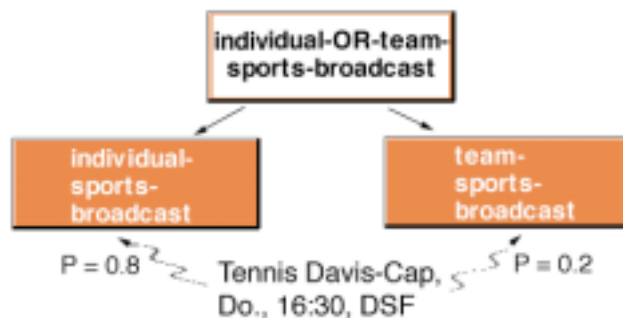 individual-OR-team-
sports-broadcast
individual-
sports-
broadcast
team-
sports-
broadcast
P = 0.8
Tennis Davis-Cap,
Do., 16:30, DSF
P = 0.2